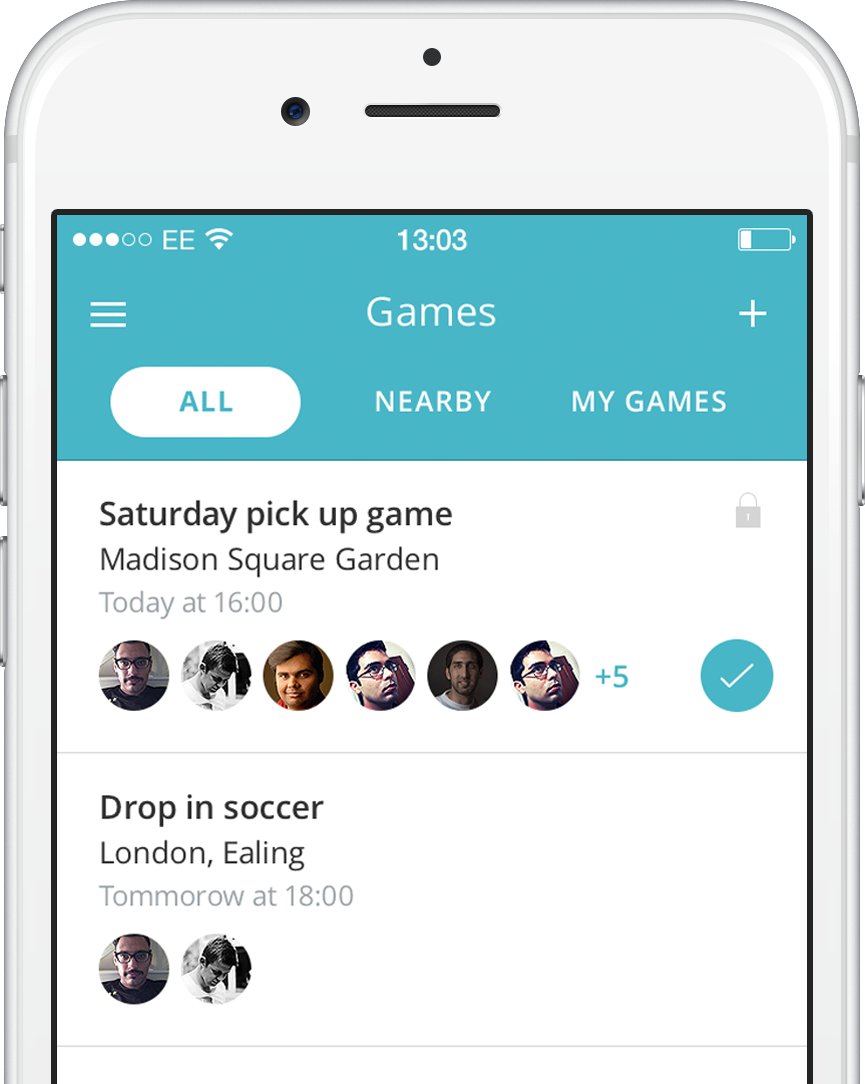 EE 13:03
Games
ALL NEARBY MY GAMES
Saturday pick up game
Madison Square Garden
Today at 16:00
+5
Drop in soccer
London, Ealing
Tommorow at 18:00